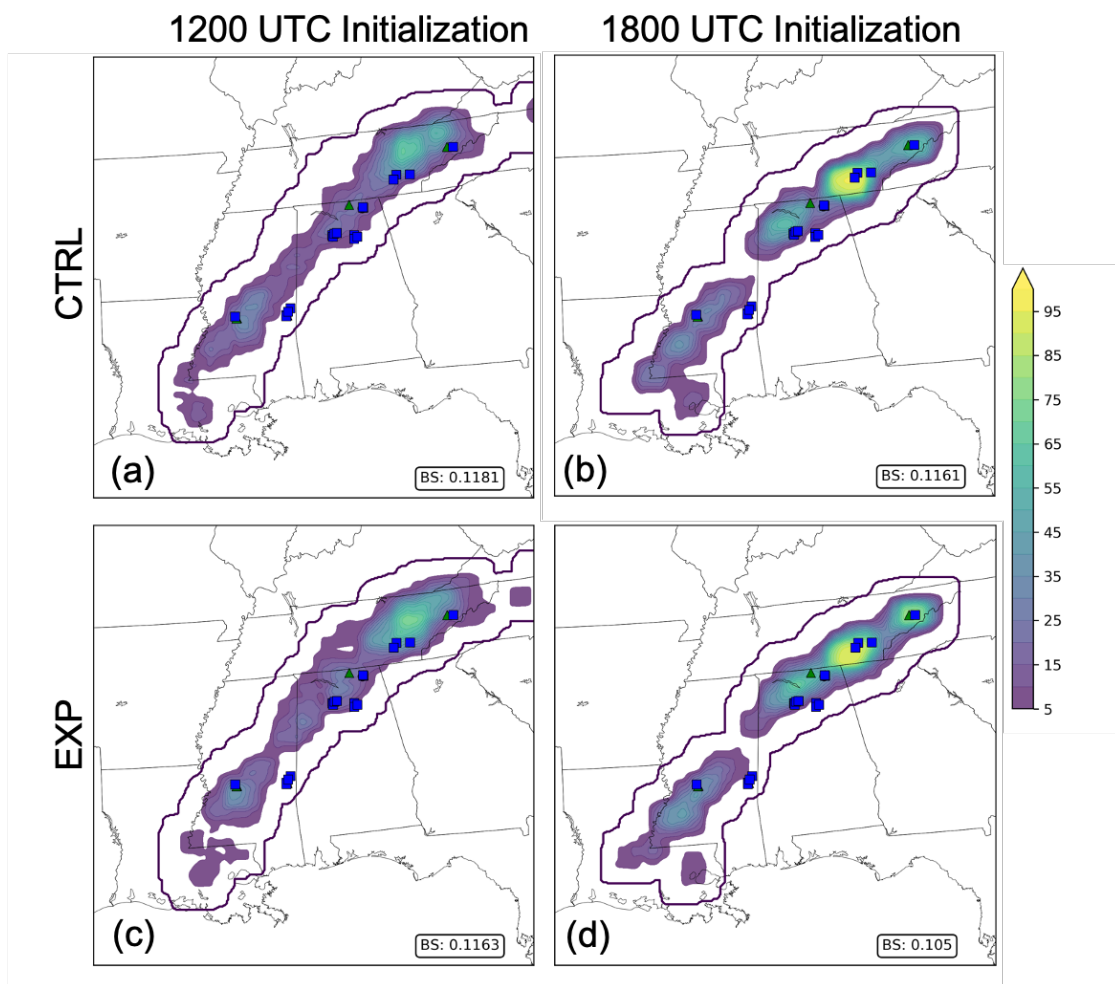 1200 UTC Initialization
1800 UTC Initialization
CTRL
(a)
BS: 0.1181
(b)
BS: 0.1161
EXP
(c)
BS: 0.1163
(d)
BS: 0.105
95
85
75
65
55
45
35
25
15
5